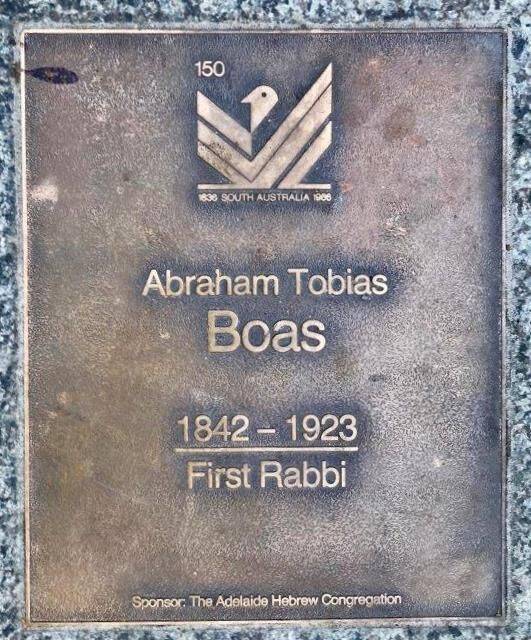 150
1836 SOUTH AUSTRALIA 1986
Abraham Tobias
Boas
1842 – 1923
First Rabbi
Sponsor: The Adelaide Hebrew Congregation